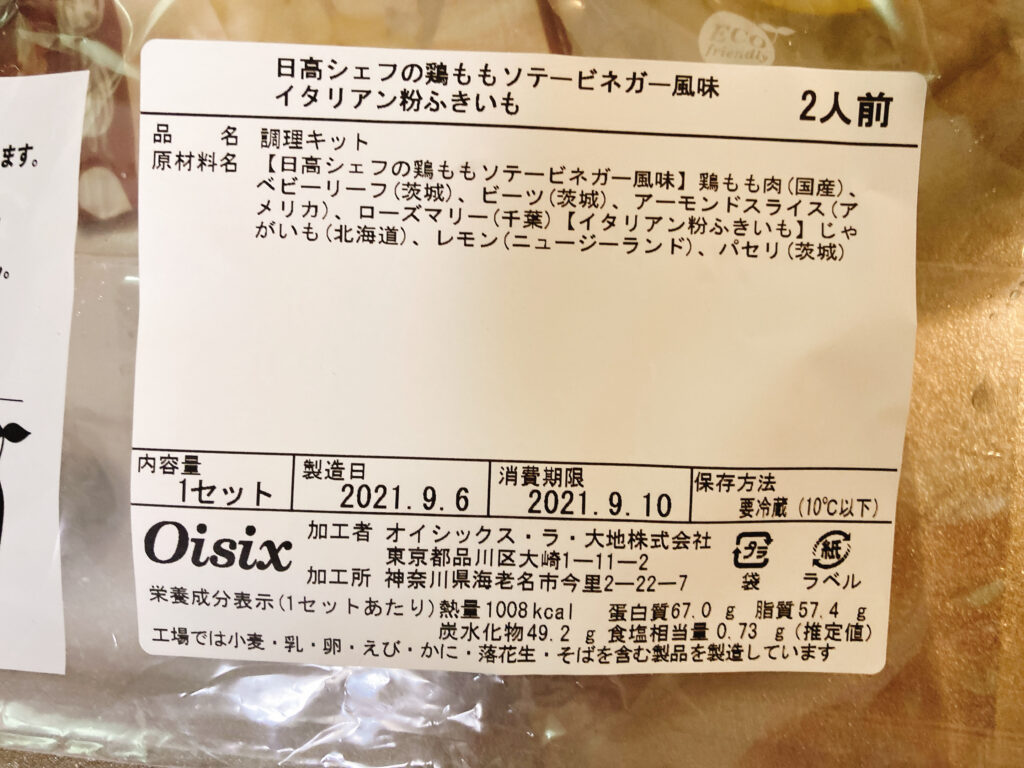 ECO
friendly
ます。
日高シェフの鶏ももソテービネガー風味
イタリアン粉ふきいも
2人前
品名 調理キット
原材料名 【日高シェフの鶏ももソテービネガー風味】鶏もも肉(国産)、
ベビーリーフ(茨城)、ビーツ(茨城)、アーモンドスライス(ア
メリカ)、ローズマリー(千葉)【イタリアン粉ふきいも】じゃ
がいも(北海道)、レモン(ニュージーランド)、パセリ(茨城)
内容量
1セット
製造日
2021.9.6
消費期限
2021.9.10
保存方法
要冷蔵(10℃以下)
Oisix
加工者 オイシックス・ラ・大地株式会社
東京都品川区大崎1-11-2
加工所 神奈川県海老名市今里2-22-7
プラ
袋
紙
ラベル
栄養成分表示(1セットあたり)熱量1008kcal 蛋白質67.0g 脂質57.4g
炭水化物49.2g 食塩相当量0.73g(推定値)
工場では小麦・乳・卵・えび・かに・落花生・そばを含む製品を製造しています